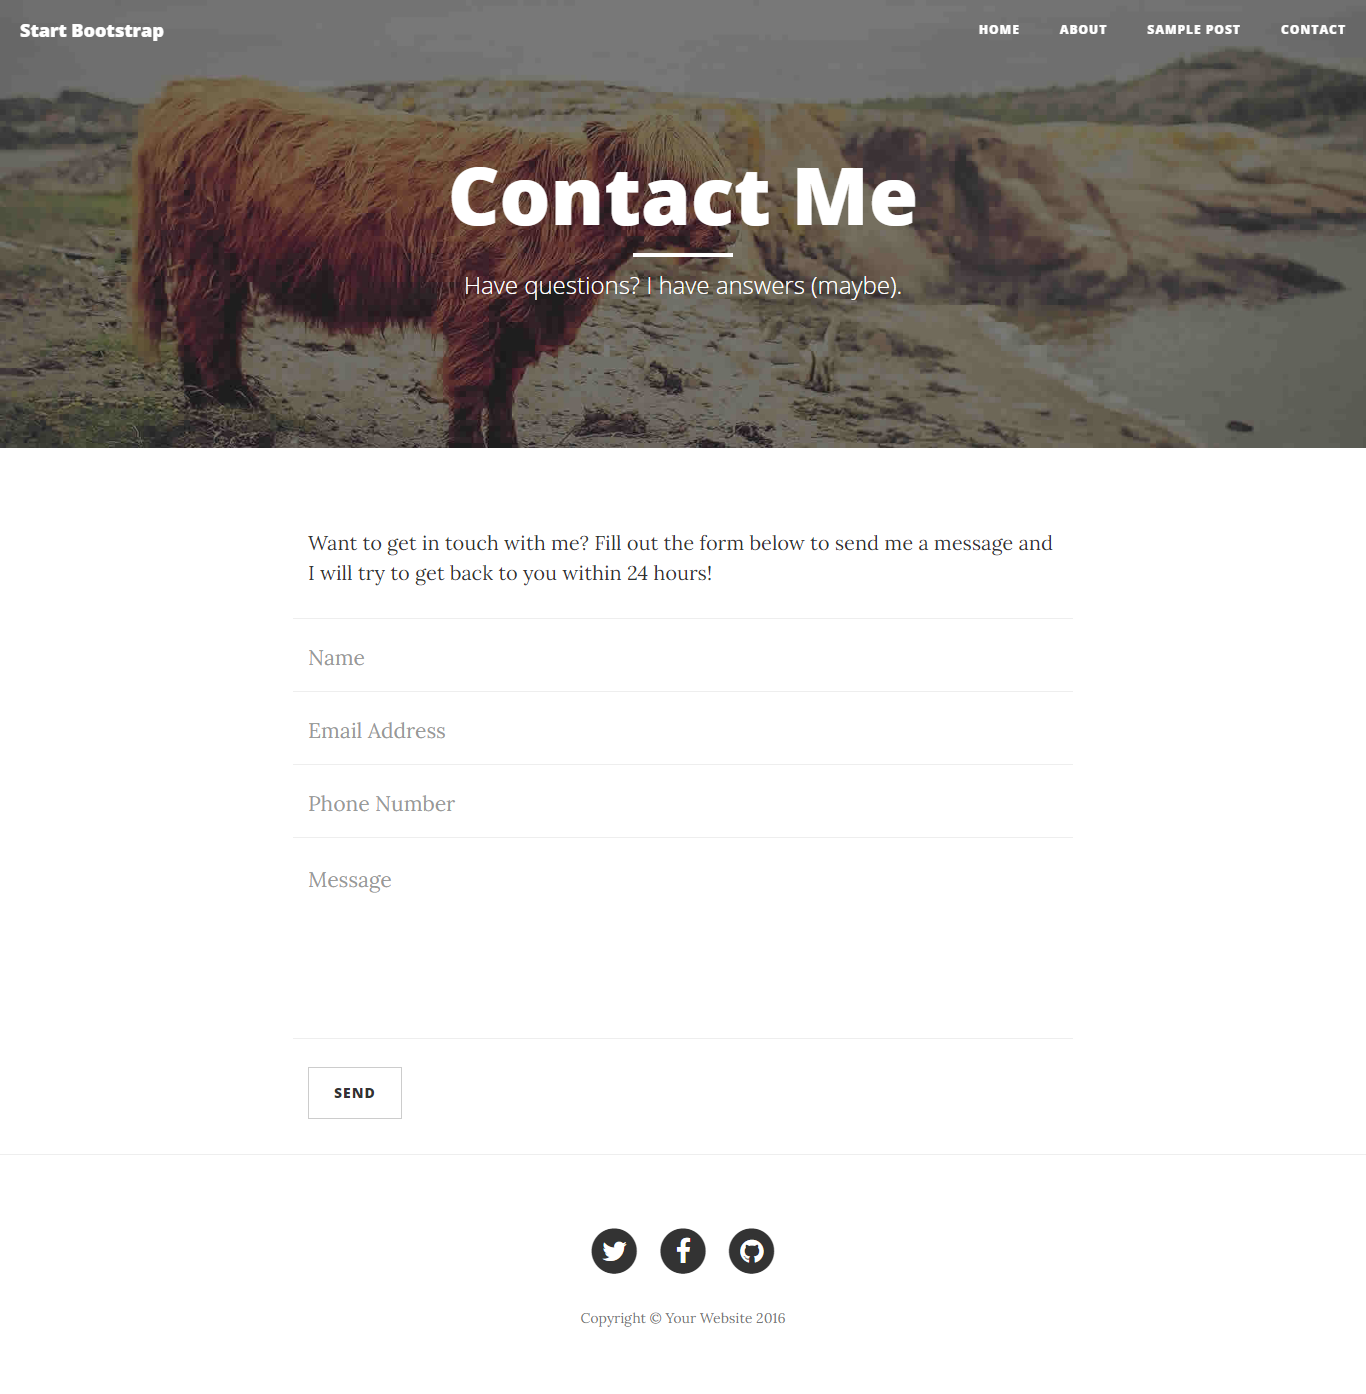 Start Bootstrap
HOME ABOUT SAMPLE POST CONTACT
Contact Me
Have questions? I have answers (maybe).
Want to get in touch with me? Fill out the form below to send me a message and
I will try to get back to you within 24 hours!
Name
Email Address
Phone Number
Message
SEND
Copyright © Your Website 2016